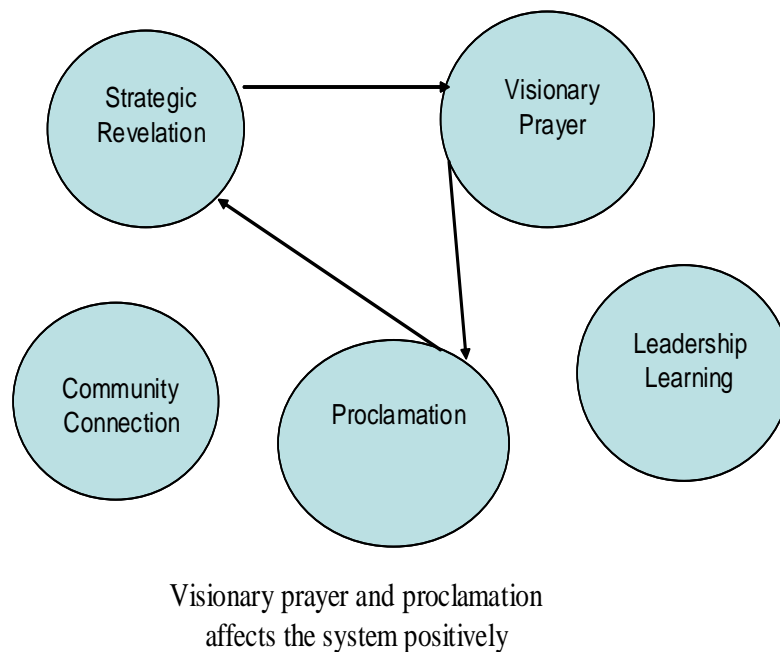 Strategic
Revelation
Visionary
Prayer
Leadership
Learning
Community
Connection
Proclamation
Visionary prayer and proclamation
affects the system positively